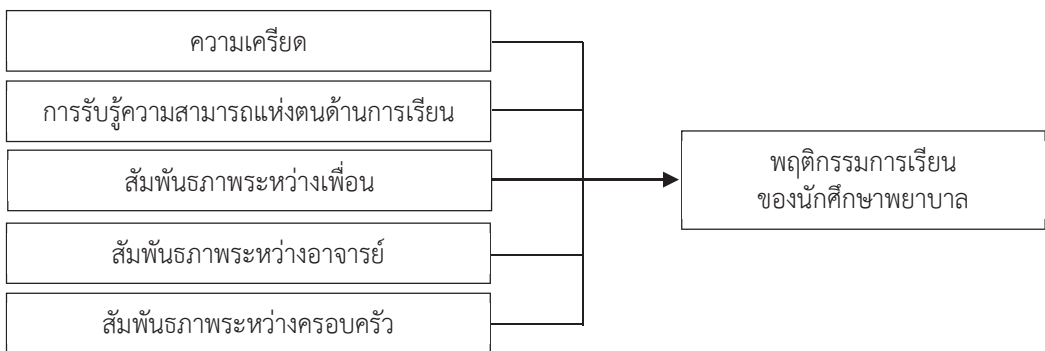 ความเครียด
การรับรู้ความสามารถแห่งตนด้านการเรียน
สัมพันธภาพระหว่างเพื่อน
สัมพันธภาพระหว่างอาจารย์
สัมพันธภาพระหว่างครอบครัว
พฤติกรรมการเรียน
ของนักศึกษาพยาบาล